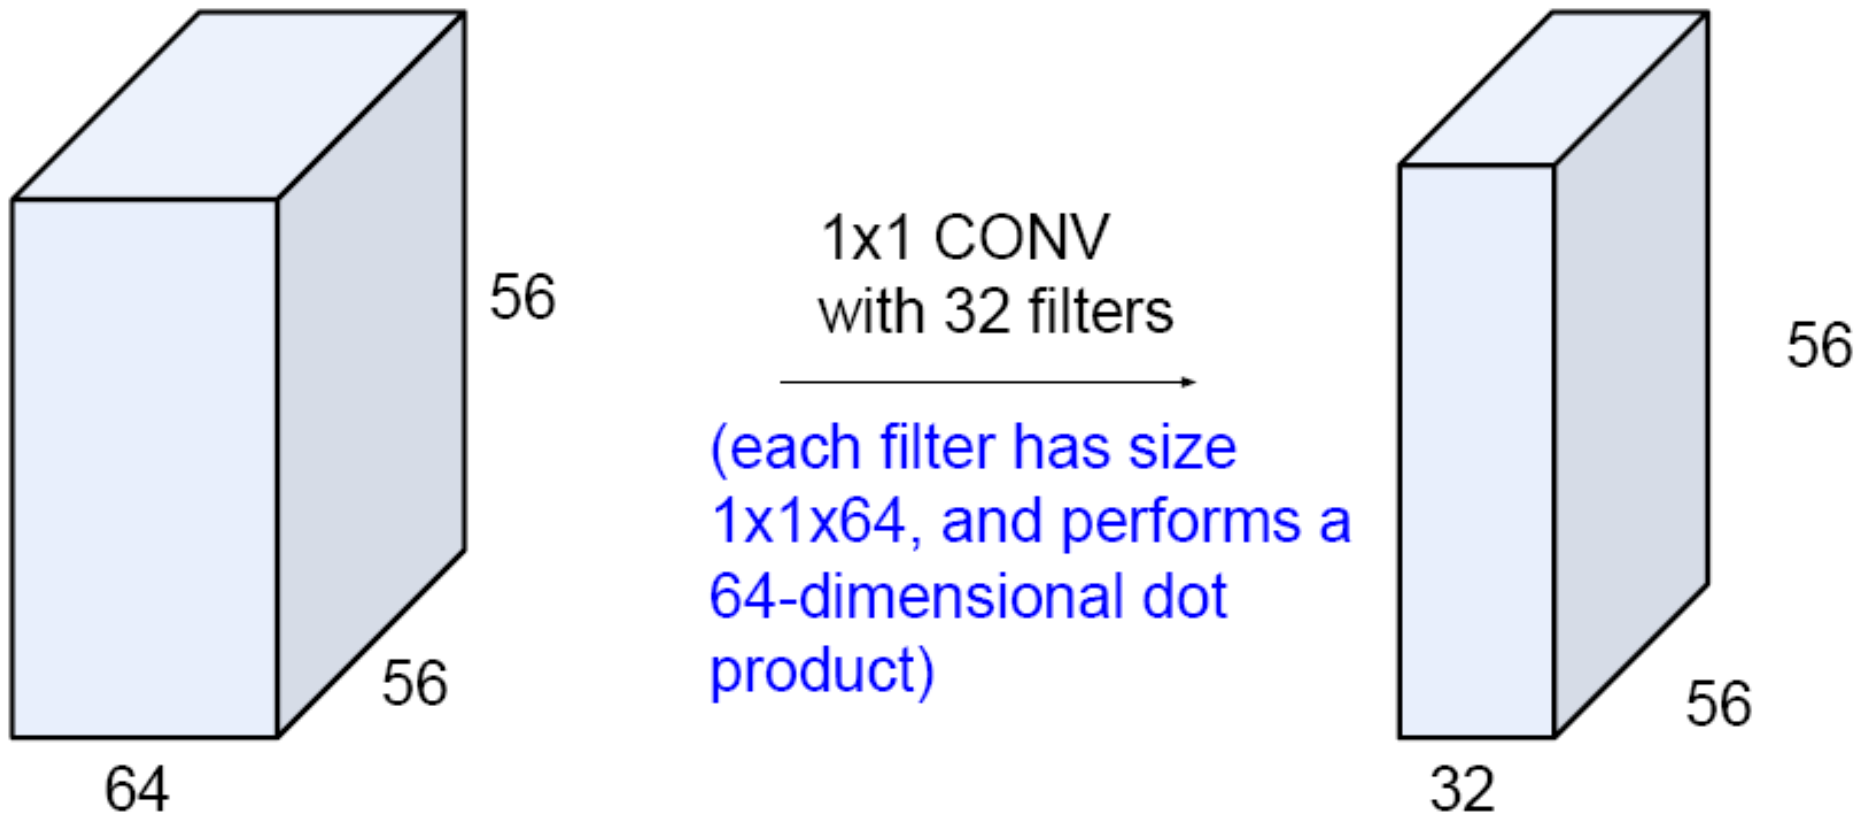 56
56
64
1x1 CONV
with 32 filters
(each filter has size
1x1x64, and performs a
64-dimensional dot
product)
56
56
32